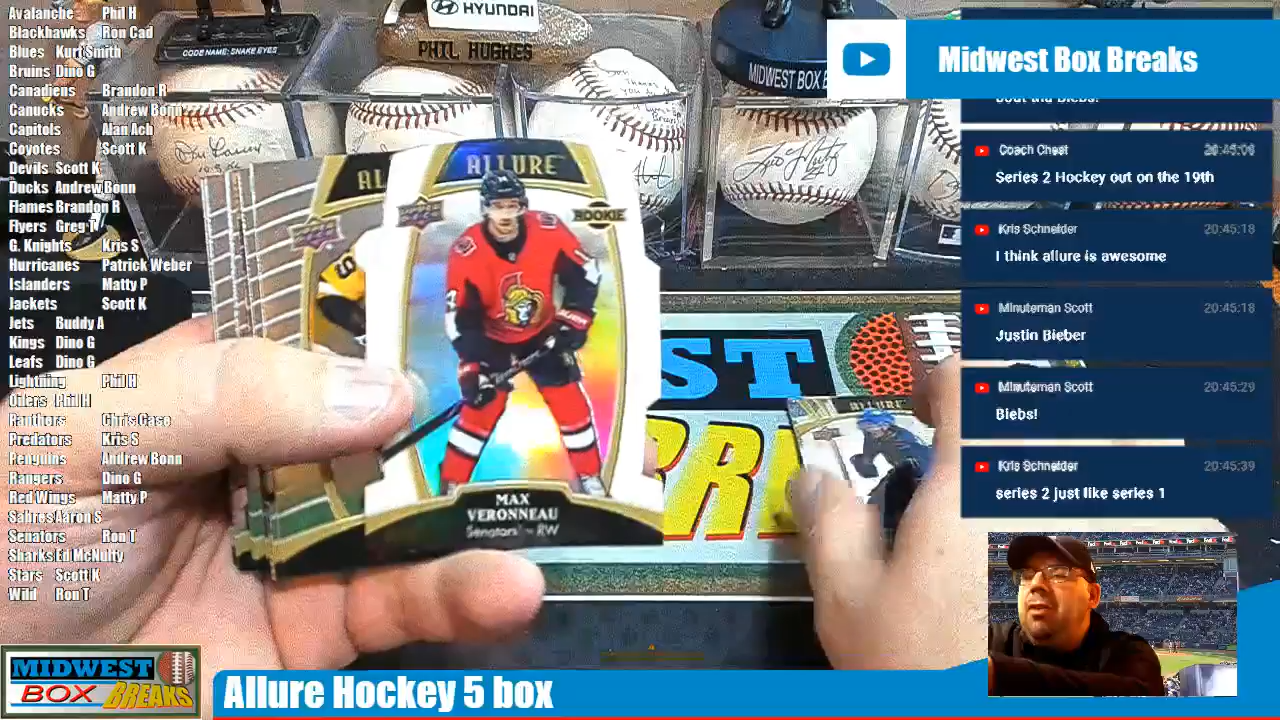 Avalanche Phil H
Blackhawks Ron Cad
Blues Kurt Smith
Bruins Dino G
Canadiens Brandon R
Canucks Andrew Bonn
Capitols Alan Ach
Coyotes Scott K
Devils Scott K
Ducks Andrew Bonn
Flames Brandon R
Flyers Greg T
G. Knights Kris S
Hurricanes Patrick Weber
Islanders Matty P
Jackets Scott K
Jets Buddy A
Kings Dino G
Leafs Dino G
Lightning Phil H
Oilers Phil H
Panthers Chris Case
Predators Kris S
Penguins Andrew Bonn
Rangers Dino G
Red Wings Matty P
Sabres Aaron S
Senators Ron T
Sharks Ed McNulty
Stars Scott K
Wild Ron T
CODE NAME: SNAKE EYES
HYUNDAI
PHIL HUGHES
MIDWEST BOX B
ALLURE
ROOKIE
MAX
VERONNEAU
Senators - RW
AL
ALLURE
ST
Midwest Box Breaks
Coach Cheat 20:45:06
Series 2 Hockey out on the 19th
Kris Schneider 20:45:18
I think allure is awesome
Minuteman Scott 20:45:18
Justin Bieber
Minuteman Scott 20:45:29
Biebs!
Kris Schneider 20:45:39
series 2 just like series 1
MIDWEST
BOX BREAKS
Allure Hockey 5 box